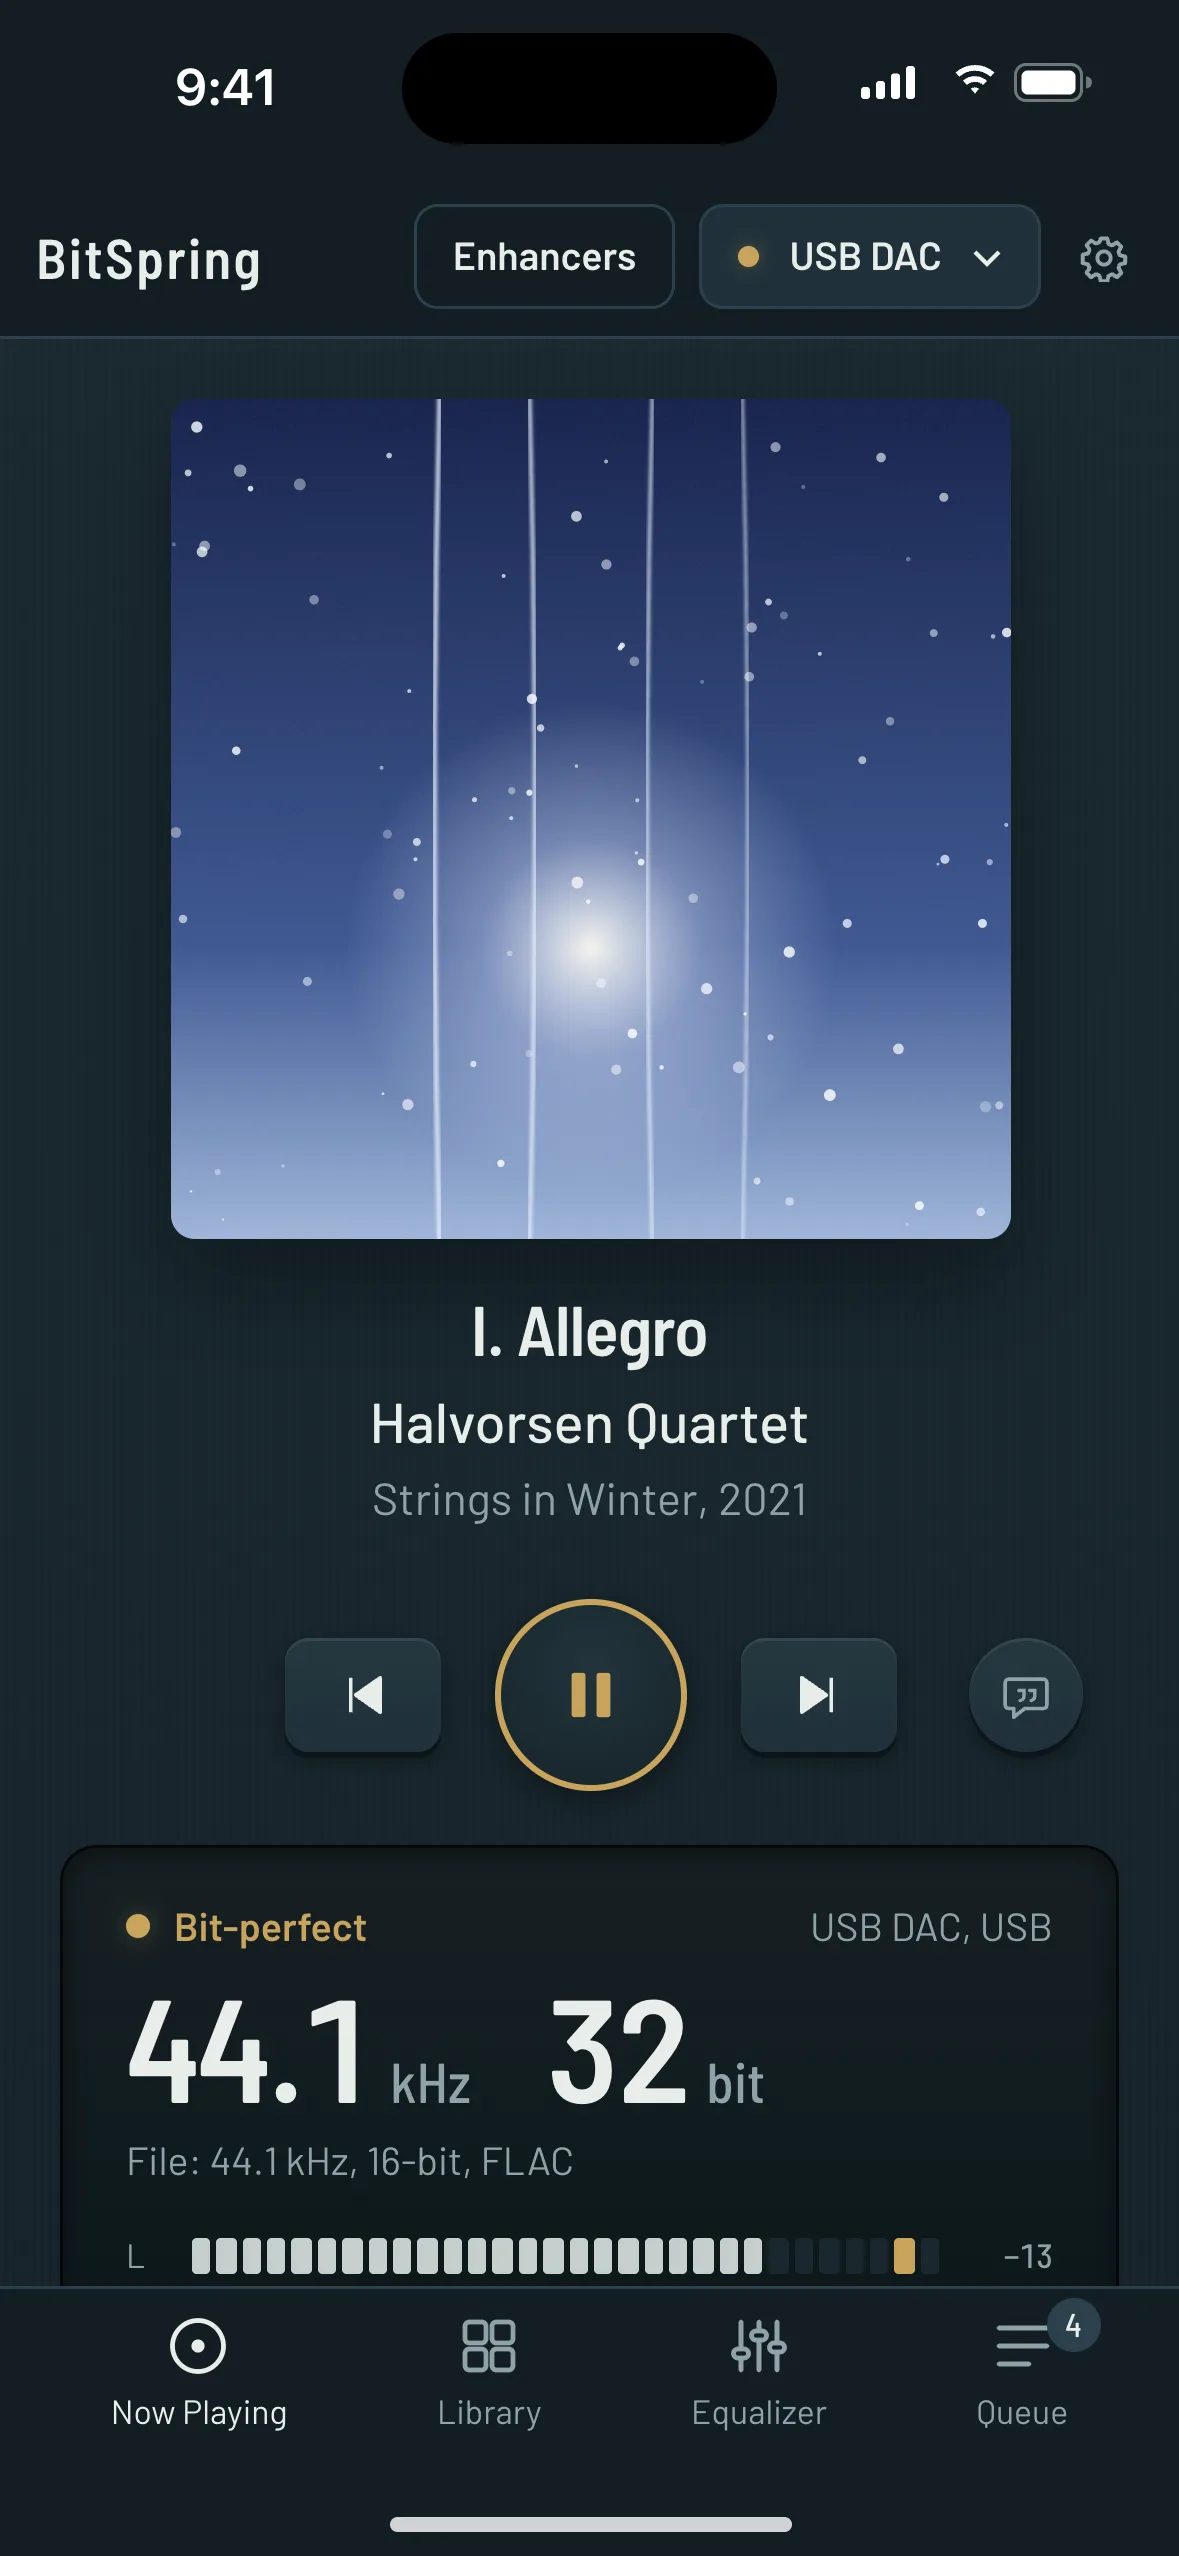 9:41
BitSpring
Enhancers
USB DAC
I. Allegro
Halvorsen Quartet
Strings in Winter, 2021
Bit-perfect
USB DAC, USB
44.1 kHz 32 bit
File: 44.1 kHz, 16-bit, FLAC
L
−13
4
Now Playing
Library
Equalizer
Queue